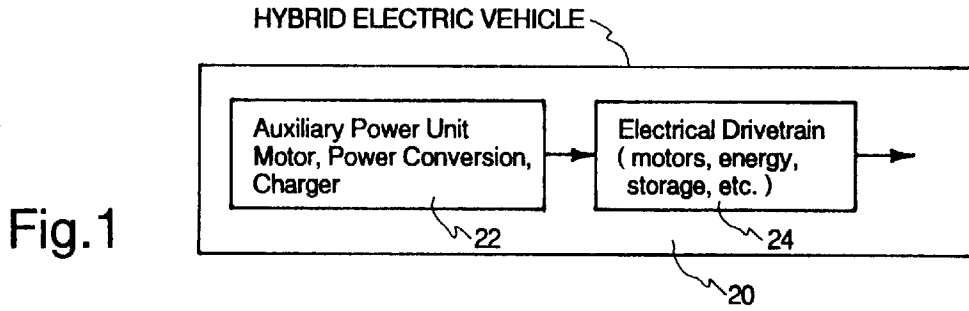 HYBRID ELECTRIC VEHICLE
Auxiliary Power Unit
Motor, Power Conversion,
Charger
Electrical Drivetrain
( motors, energy,
storage, etc. )
22
24
20
Fig.1